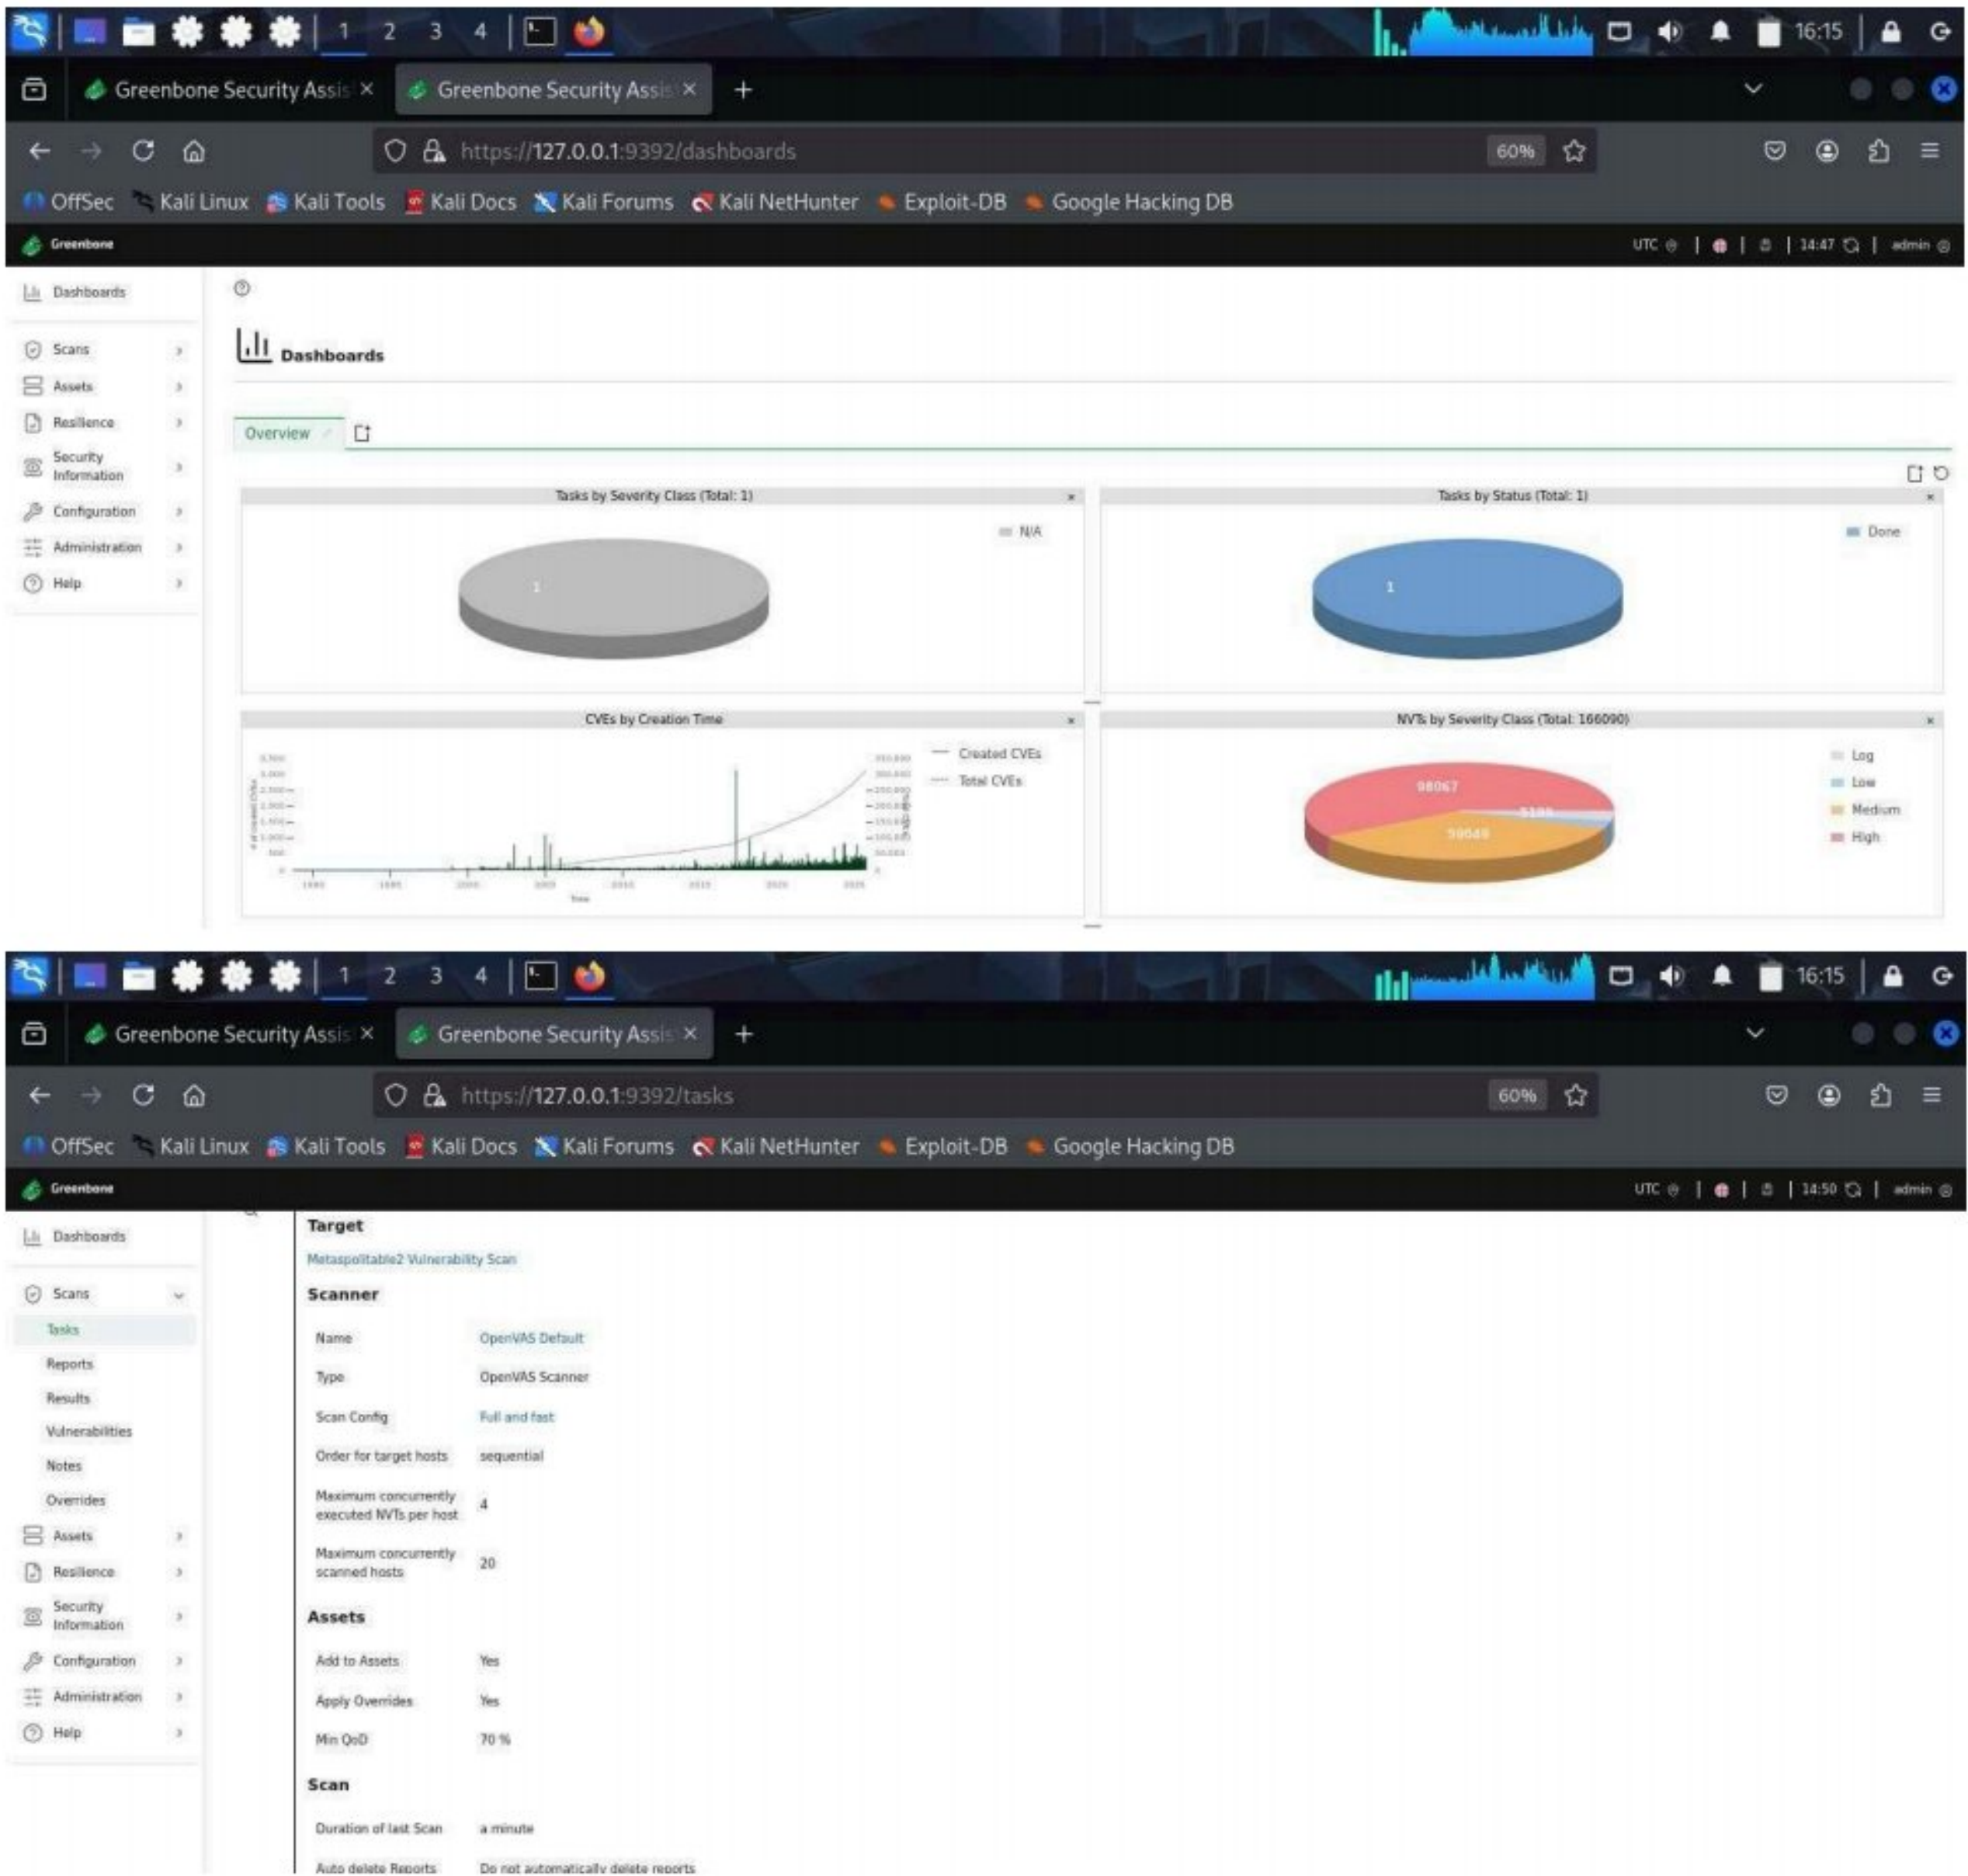 1 2 3 4 16:15
Greenbone Security Assis × Greenbone Security Assis × +
https://127.0.0.1:9392/dashboards 60%
OffSec Kali Linux Kali Tools Kali Docs Kali Forums Kali NetHunter Exploit-DB Google Hacking DB
Greenbone UTC 14:47 admin
Dashboards
Scans
Assets
Resilience
Security
Information
Configuration
Administration
Help
Dashboards
Overview
Tasks by Severity Class (Total: 1)
N/A
1
Tasks by Status (Total: 1)
Done
1
CVEs by Creation Time
Created CVEs
Total CVEs
Time
NVTs by Severity Class (Total: 166090)
Log
Low
Medium
High
98067
1 2 3 4 16:15
Greenbone Security Assis × Greenbone Security Assis × +
https://127.0.0.1:9392/tasks 60%
OffSec Kali Linux Kali Tools Kali Docs Kali Forums Kali NetHunter Exploit-DB Google Hacking DB
Greenbone UTC 14:50 admin
Dashboards
Scans
Tasks
Reports
Results
Vulnerabilities
Notes
Overrides
Assets
Resilience
Security
Information
Configuration
Administration
Help
Target
Metaspolitable2 Vulnerability Scan
Scanner
Name OpenVAS Default
Type OpenVAS Scanner
Scan Config Full and fast
Order for target hosts sequential
Maximum concurrently
executed NVTs per host 4
Maximum concurrently
scanned hosts 20
Assets
Add to Assets Yes
Apply Overrides Yes
Min QoD 70 %
Scan
Duration of last Scan a minute
Auto delete Reports Do not automatically delete reports